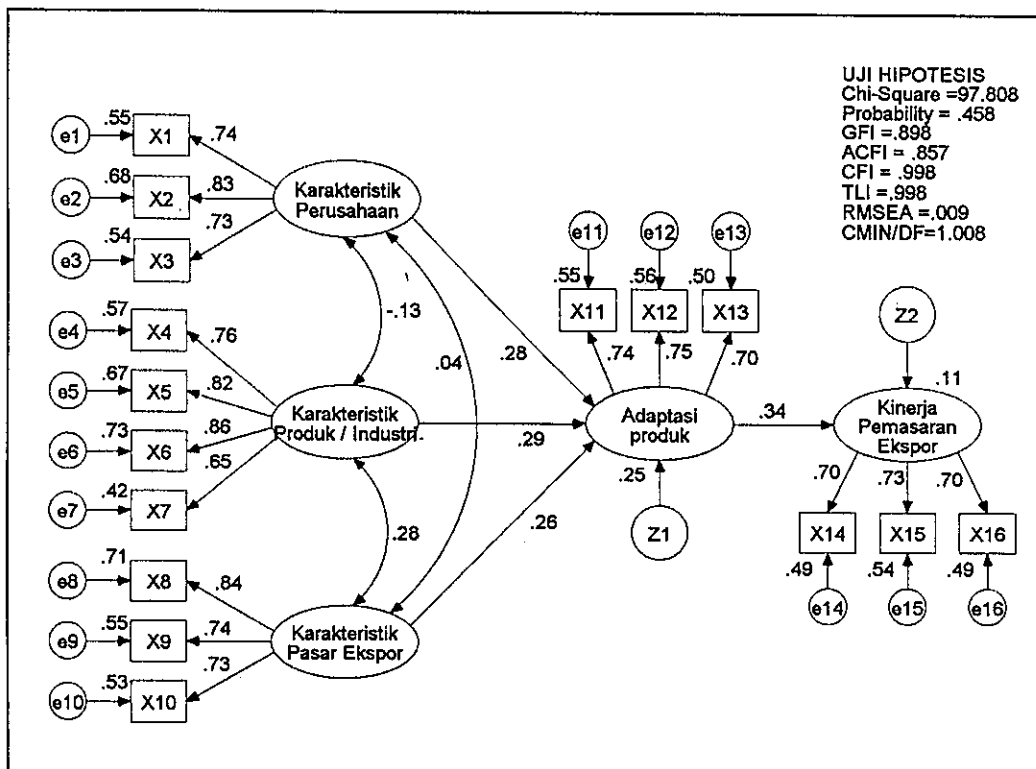 UJI HIPOTESIS
Chi-Square =97.808
Probability = .458
GFI =.898
ACFI = .857
CFI = .998
TLI =.998
RMSEA =.009
CMIN/DF=1.008
e1
.55
X1
.74
e2
.68
X2
.83
e3
.54
X3
.73
Karakteristik
Perusahaan
e4
.57
X4
.76
e5
.67
X5
.82
e6
.73
X6
.86
e7
.42
X7
.65
Karakteristik
Produk / Industri.
e8
.71
X8
.84
e9
.55
X9
.74
e10
.53
X10
.73
Karakteristik
Pasar Ekspor
-.13
.04
.28
.28
.29
.26
e11
e12
e13
.55
.56
.50
X11
X12
X13
.74
.75
.70
Adaptasi
produk
.25
Z1
.34
Z2
.11
Kinerja
Pemasaran
Ekspor
.70
.73
.70
X14
X15
X16
.49
.54
.49
e14
e15
e16